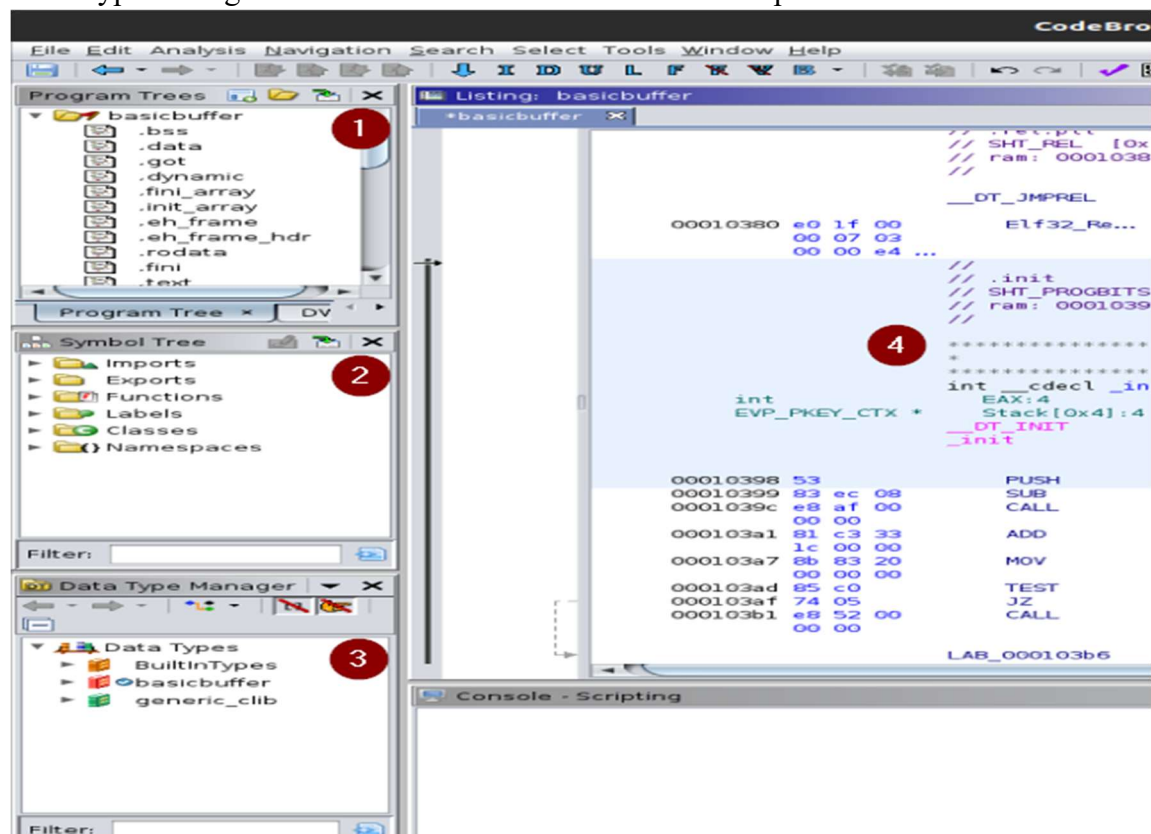 CodeBro
File Edit Analysis Navigation Search Select Tools Window Help
I D U L F
Program Trees
basicbuffer
.bss
.data
.got
.dynamic
.fini_array
.init_array
.eh_frame
.eh_frame_hdr
.rodata
.fini
.text
Program Tree × DV
1
Symbol Tree
Imports
Exports
Functions
Labels
Classes
Namespaces
2
Filter:
Data Type Manager
Data Types
BuiltInTypes
basicbuffer
generic_clib
3
Filter:
Listing: basicbuffer
*basicbuffer
// .rel.plt
// SHT_REL [0x
// ram: 0001038
//
__DT_JMPREL
00010380 e0 1f 00 Elf32_Re...
00 07 03
00 00 e4 ...
//
// .init
// SHT_PROGBITS
// ram: 0001039
//
4
***************
*
***************
int __cdecl _in
int EAX:4
EVP_PKEY_CTX * Stack[0x4]:4
__DT_INIT
_init
00010398 53 PUSH
00010399 83 ec 08 SUB
0001039c e8 af 00 CALL
00 00
000103a1 81 c3 33 ADD
1c 00 00
000103a7 8b 83 20 MOV
00 00 00
000103ad 85 c0 TEST
000103af 74 05 JZ
000103b1 e8 52 00 CALL
00 00
LAB_000103b6
Console - Scripting